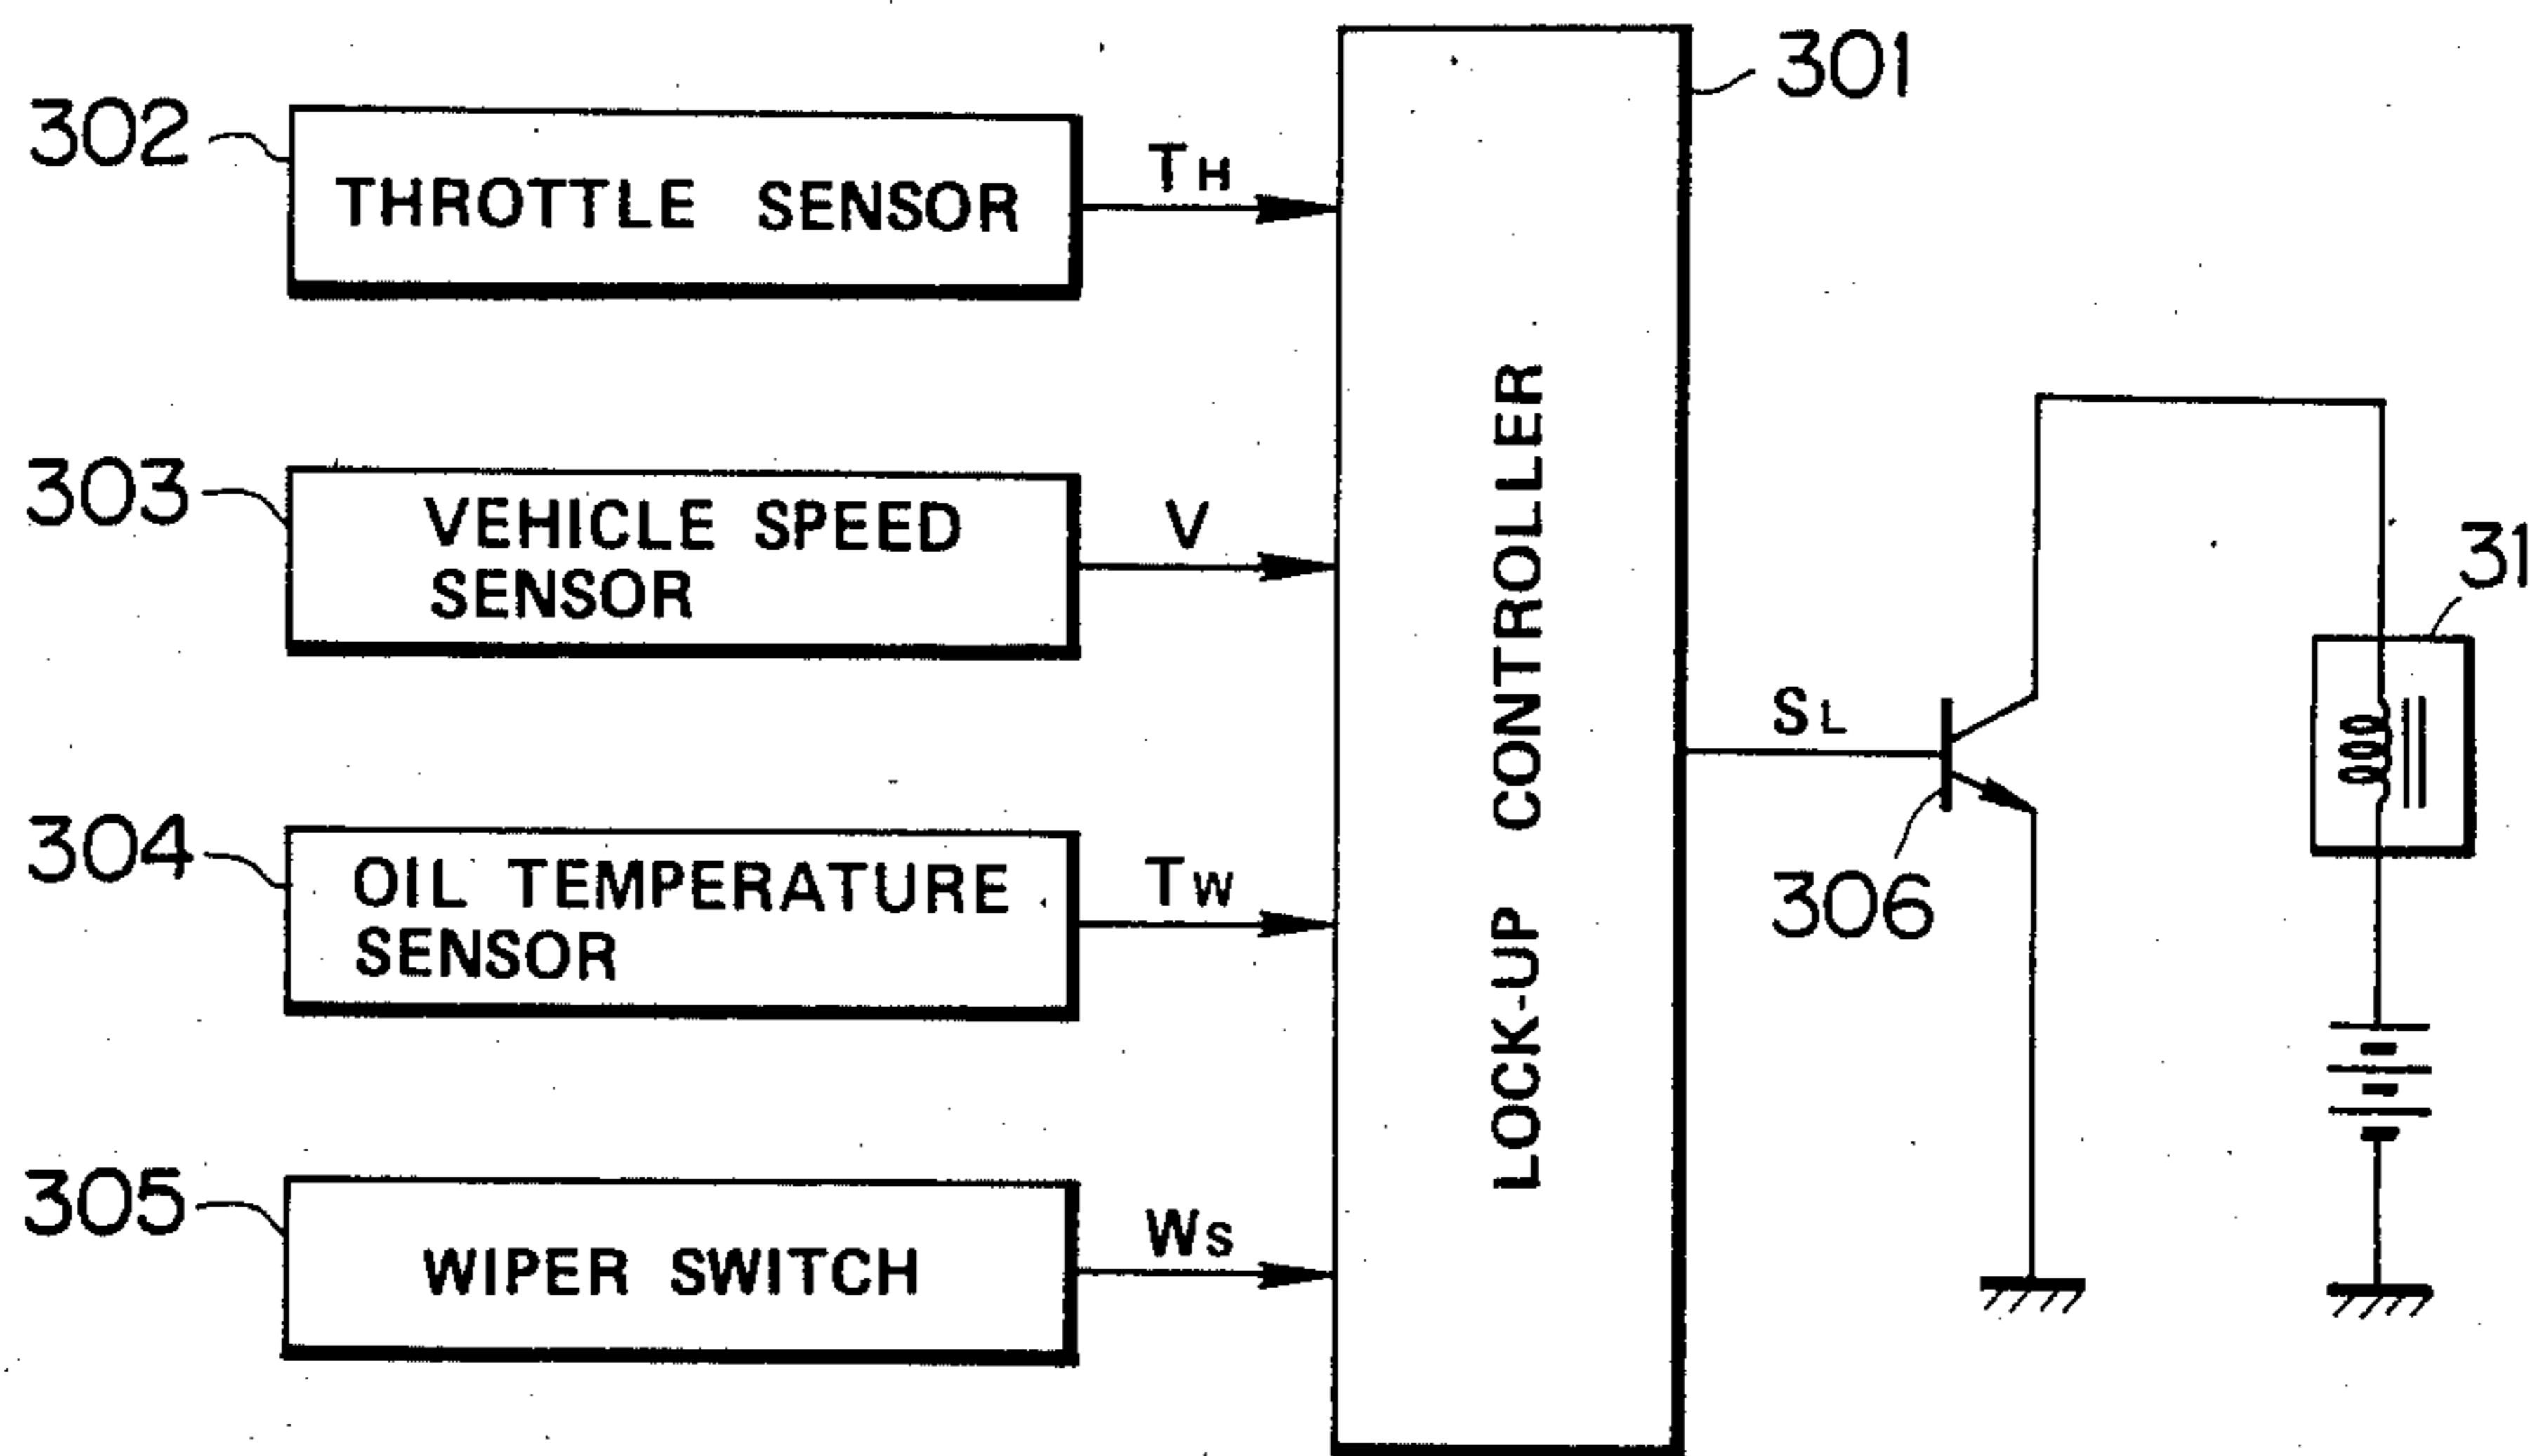 301
302
THROTTLE SENSOR
TH
303
VEHICLE SPEED
SENSOR
V
304
OIL TEMPERATURE
SENSOR
TW
305
WIPER SWITCH
WS
LOCK-UP CONTROLLER
SL
306
31